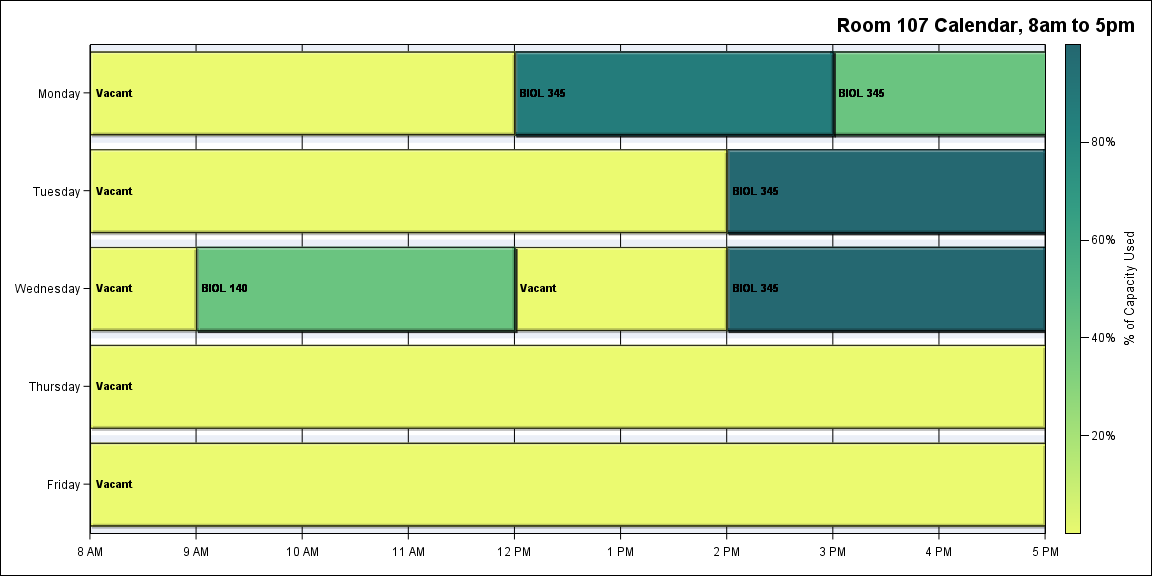 Room 107 Calendar, 8am to 5pm
Monday
Vacant
BIOL 345
BIOL 345
Tuesday
Vacant
BIOL 345
Wednesday
Vacant
BIOL 140
Vacant
BIOL 345
Thursday
Vacant
Friday
Vacant
8 AM
9 AM
10 AM
11 AM
12 PM
1 PM
2 PM
3 PM
4 PM
5 PM
80%
60%
40%
20%
% of Capacity Used